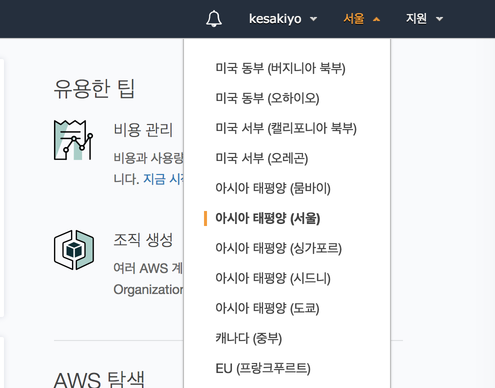 kesakiyo 서울 지원
유용한 팁
비용 관리
비용과 사용량
니다. 지금 시작
조직 생성
여러 AWS 계
Organization
AWS 탐색
미국 동부 (버지니아 북부)
미국 동부 (오하이오)
미국 서부 (캘리포니아 북부)
미국 서부 (오레곤)
아시아 태평양 (뭄바이)
아시아 태평양 (서울)
아시아 태평양 (싱가포르)
아시아 태평양 (시드니)
아시아 태평양 (도쿄)
캐나다 (중부)
EU (프랑크푸르트)